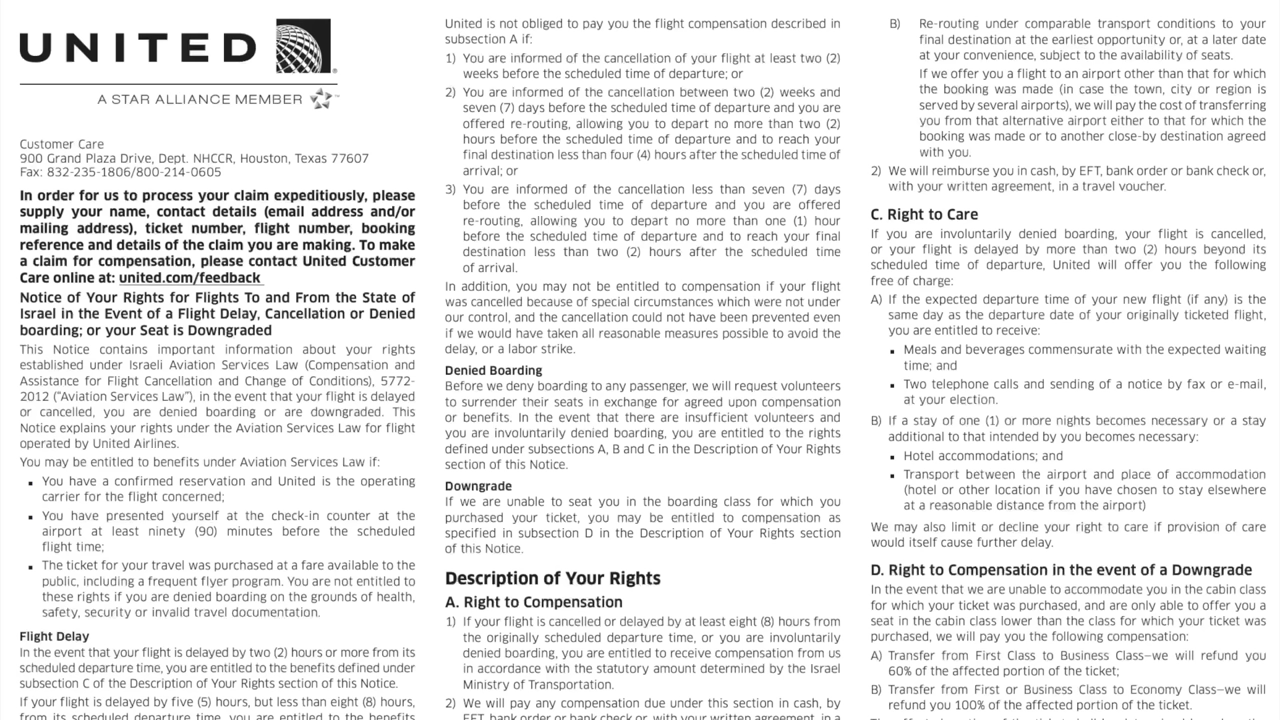 UNITED
®
A STAR ALLIANCE MEMBER ™
Customer Care
900 Grand Plaza Drive, Dept. NHCCR, Houston, Texas 77607
Fax: 832-235-1806/800-214-0605
In order for us to process your claim expeditiously, please
supply your name, contact details (email address and/or
mailing address), ticket number, flight number, booking
reference and details of the claim you are making. To make
a claim for compensation, please contact United Customer
Care online at: united.com/feedback
Notice of Your Rights for Flights To and From the State of
Israel in the Event of a Flight Delay, Cancellation or Denied
boarding; or your Seat is Downgraded
This Notice contains important information about your rights
established under Israeli Aviation Services Law (Compensation and
Assistance for Flight Cancellation and Change of Conditions), 5772-
2012 ("Aviation Services Law"), in the event that your flight is delayed
or cancelled, you are denied boarding or are downgraded. This
Notice explains your rights under the Aviation Services Law for flight
operated by United Airlines.
You may be entitled to benefits under Aviation Services Law if:
▪ You have a confirmed reservation and United is the operating
carrier for the flight concerned;
▪ You have presented yourself at the check-in counter at the
airport at least ninety (90) minutes before the scheduled
flight time;
▪ The ticket for your travel was purchased at a fare available to the
public, including a frequent flyer program. You are not entitled to
these rights if you are denied boarding on the grounds of health,
safety, security or invalid travel documentation.
Flight Delay
In the event that your flight is delayed by two (2) hours or more from its
scheduled departure time, you are entitled to the benefits defined under
subsection C of the Description of Your Rights section of this Notice.
If your flight is delayed by five (5) hours, but less than eight (8) hours,
from its scheduled departure time, you are entitled to the benefits
United is not obliged to pay you the flight compensation described in
subsection A if:
1) You are informed of the cancellation of your flight at least two (2)
weeks before the scheduled time of departure; or
2) You are informed of the cancellation between two (2) weeks and
seven (7) days before the scheduled time of departure and you are
offered re-routing, allowing you to depart no more than two (2)
hours before the scheduled time of departure and to reach your
final destination less than four (4) hours after the scheduled time of
arrival; or
3) You are informed of the cancellation less than seven (7) days
before the scheduled time of departure and you are offered
re-routing, allowing you to depart no more than one (1) hour
before the scheduled time of departure and to reach your final
destination less than two (2) hours after the scheduled time
of arrival.
In addition, you may not be entitled to compensation if your flight
was cancelled because of special circumstances which were not under
our control, and the cancellation could not have been prevented even
if we would have taken all reasonable measures possible to avoid the
delay, or a labor strike.
Denied Boarding
Before we deny boarding to any passenger, we will request volunteers
to surrender their seats in exchange for agreed upon compensation
or benefits. In the event that there are insufficient volunteers and
you are involuntarily denied boarding, you are entitled to the rights
defined under subsections A, B and C in the Description of Your Rights
section of this Notice.
Downgrade
If we are unable to seat you in the boarding class for which you
purchased your ticket, you may be entitled to compensation as
specified in subsection D in the Description of Your Rights section
of this Notice.
Description of Your Rights
A. Right to Compensation
1) If your flight is cancelled or delayed by at least eight (8) hours from
the originally scheduled departure time, or you are involuntarily
denied boarding, you are entitled to receive compensation from us
in accordance with the statutory amount determined by the Israel
Ministry of Transportation.
2) We will pay any compensation due under this section in cash, by
EFT, bank order or bank check or, with your written agreement, in a
B) Re-routing under comparable transport conditions to your
final destination at the earliest opportunity or, at a later date
at your convenience, subject to the availability of seats.
If we offer you a flight to an airport other than that for which
the booking was made (in case the town, city or region is
served by several airports), we will pay the cost of transferring
you from that alternative airport either to that for which the
booking was made or to another close-by destination agreed
with you.
2) We will reimburse you in cash, by EFT, bank order or bank check or,
with your written agreement, in a travel voucher.
C. Right to Care
If you are involuntarily denied boarding, your flight is cancelled,
or your flight is delayed by more than two (2) hours beyond its
scheduled time of departure, United will offer you the following
free of charge:
A) If the expected departure time of your new flight (if any) is the
same day as the departure date of your originally ticketed flight,
you are entitled to receive:
▪ Meals and beverages commensurate with the expected waiting
time; and
▪ Two telephone calls and sending of a notice by fax or e-mail,
at your election.
B) If a stay of one (1) or more nights becomes necessary or a stay
additional to that intended by you becomes necessary:
▪ Hotel accommodations; and
▪ Transport between the airport and place of accommodation
(hotel or other location if you have chosen to stay elsewhere
at a reasonable distance from the airport)
We may also limit or decline your right to care if provision of care
would itself cause further delay.
D. Right to Compensation in the event of a Downgrade
In the event that we are unable to accommodate you in the cabin class
for which your ticket was purchased, and are only able to offer you a
seat in the cabin class lower than the class for which your ticket was
purchased, we will pay you the following compensation:
A) Transfer from First Class to Business Class—we will refund you
60% of the affected portion of the ticket;
B) Transfer from First or Business Class to Economy Class—we will
refund you 100% of the affected portion of the ticket.